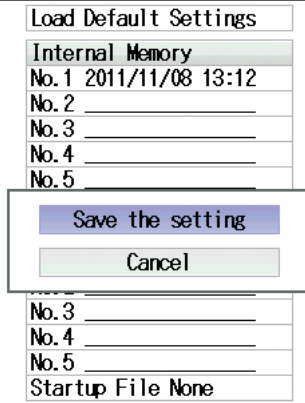 Load Default Settings
Internal Memory
No.1 2011/11/08 13:12
No.2
No.3
No.4
No.5
Save the setting
Cancel
No.3
No.4
No.5
Startup File None